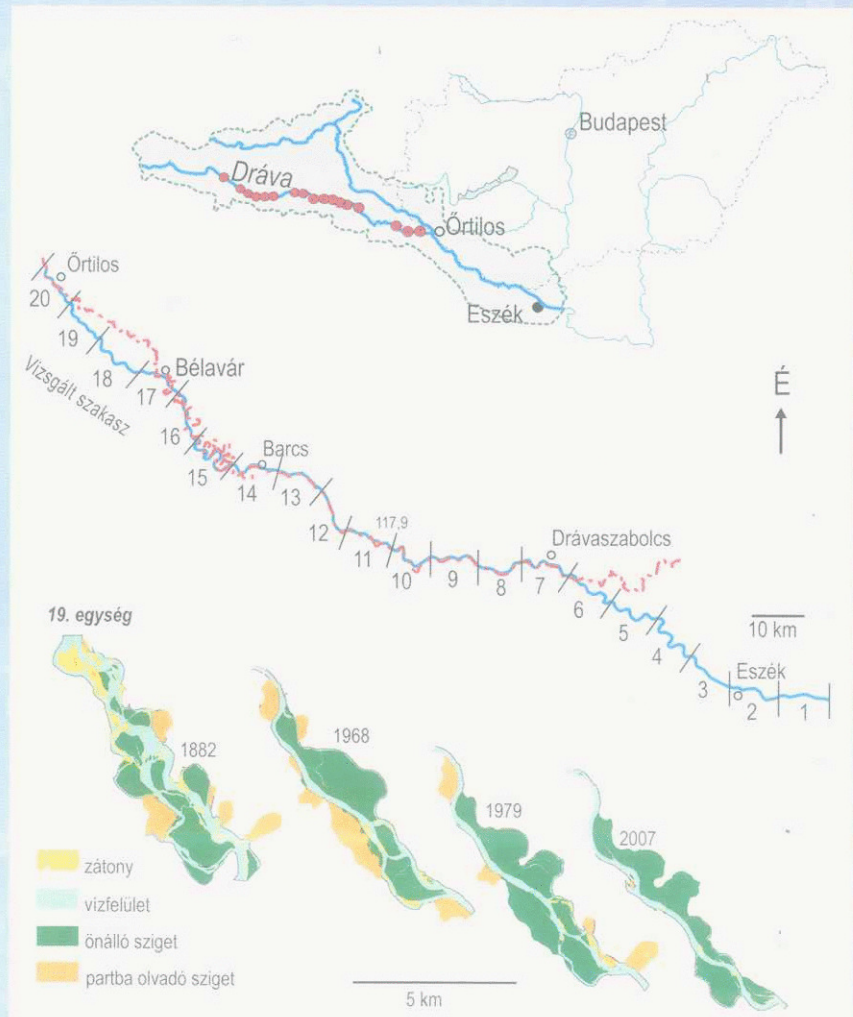 Budapest
Dráva
Őrtilos
Eszék
Őrtilos
20
19
18
17
Bélavár
Vizsgált szakasz
16
15
14
Barcs
13
12
117,9
11
10
9
8
7
Drávaszabolcs
6
5
4
3
Eszék
2
1
É
10 km
19. egység
1882
1968
1979
2007
zátony
vízfelület
önálló sziget
partba olvadó sziget
5 km